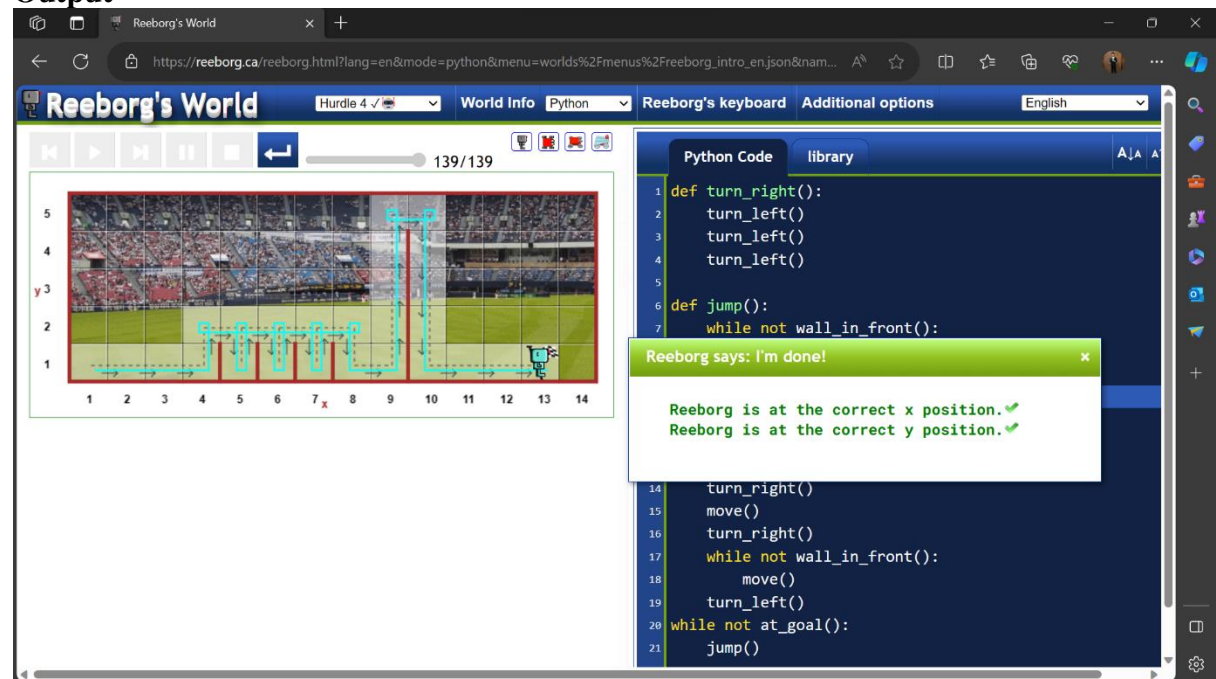 Reeborg's World
https://reeborg.ca/reeborg.html?lang=en&mode=python&menu=worlds%2Fmenus%2Freeborg_intro_en.json&nam...
Reeborg's World
Hurdle 4 ✓
World Info
Python
Reeborg's keyboard
Additional options
English
139/139
5
4
y 3
2
1
1 2 3 4 5 6 7 x 8 9 10 11 12 13 14
Python Code
library
A↓A
1 def turn_right():
2 turn_left()
3 turn_left()
4 turn_left()
5
6 def jump():
7 while not wall_in_front():
Reeborg says: I'm done! ×
Reeborg is at the correct x position.✔
Reeborg is at the correct y position.✔
14 turn_right()
15 move()
16 turn_right()
17 while not wall_in_front():
18 move()
19 turn_left()
20 while not at_goal():
21 jump()